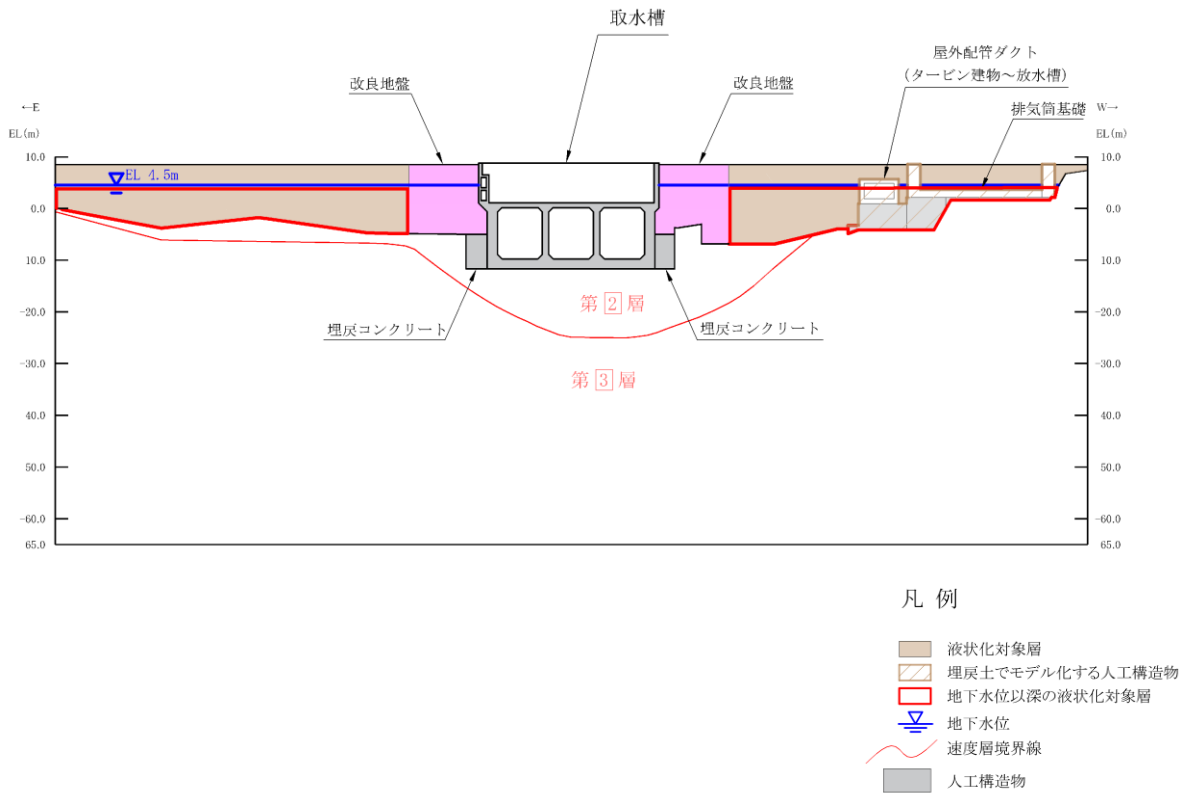 取水槽
屋外配管ダクト
(タービン建物～放水槽)
改良地盤
改良地盤
←E
排気筒基礎
W→
EL(m)
EL(m)
10.0
10.0
EL 4.5m
0.0
0.0
10.0
10.0
第2層
-20.0
-20.0
埋戻コンクリート
埋戻コンクリート
-30.0
-30.0
第3層
40.0
40.0
50.0
50.0
-60.0
-60.0
65.0
65.0
凡 例
液状化対象層
埋戻土でモデル化する人工構造物
地下水位以深の液状化対象層
地下水位
速度層境界線
人工構造物